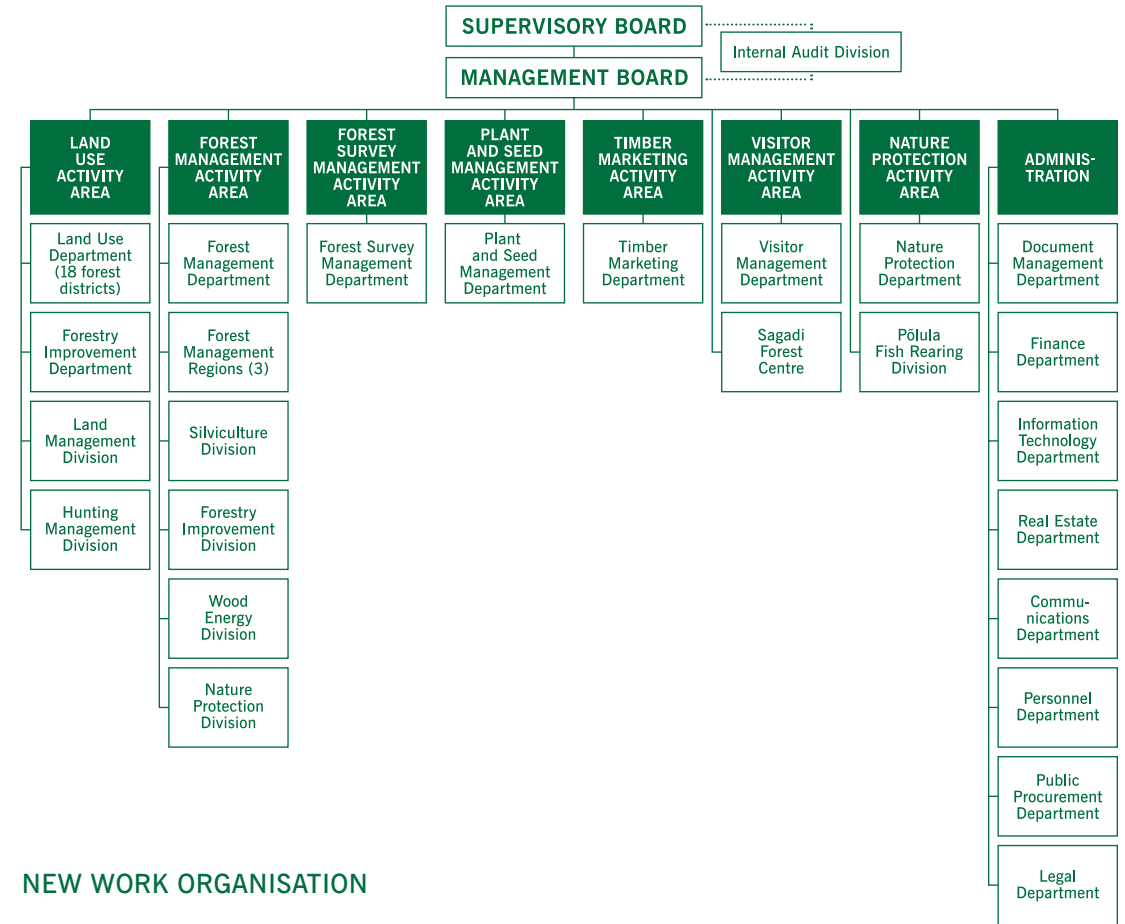 SUPERVISORY BOARD
Internal Audit Division
MANAGEMENT BOARD
LAND
USE
ACTIVITY
AREA
Land Use
Department
(18 forest
districts)
Forestry
Improvement
Department
Land
Management
Division
Hunting
Management
Division
FOREST
MANAGEMENT
ACTIVITY
AREA
Forest
Management
Department
Forest
Management
Regions (3)
Silviculture
Division
Forestry
Improvement
Division
Wood
Energy
Division
Nature
Protection
Division
FOREST
SURVEY
MANAGEMENT
ACTIVITY
AREA
Forest Survey
Management
Department
PLANT
AND SEED
MANAGEMENT
ACTIVITY
AREA
Plant
and Seed
Management
Department
TIMBER
MARKETING
ACTIVITY
AREA
Timber
Marketing
Department
VISITOR
MANAGEMENT
ACTIVITY
AREA
Visitor
Management
Department
Sagadi
Forest
Centre
NATURE
PROTECTION
ACTIVITY
AREA
Nature
Protection
Department
Põlula
Fish Rearing
Division
ADMINIS-
TRATION
Document
Management
Department
Finance
Department
Information
Technology
Department
Real Estate
Department
Commu-
nications
Department
Personnel
Department
Public
Procurement
Department
Legal
Department
NEW WORK ORGANISATION